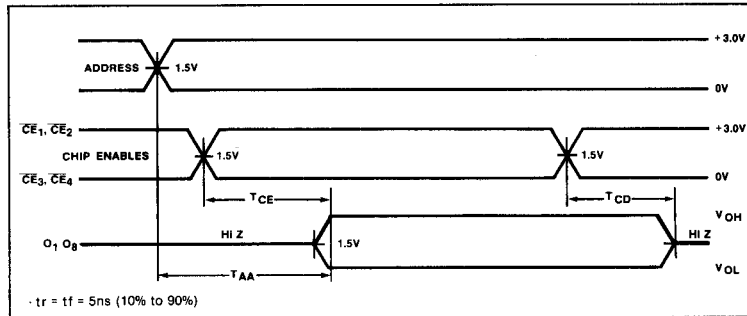 +3.0V
ADDRESS
1.5V
0V
CE1, CE2
+3.0V
CHIP ENABLES
1.5V
1.5V
CE3, CE4
0V
TCE
TCD
VOH
O1 O8
HI Z
1.5V
HI Z
TAA
VOL
· tr = tf = 5ns (10% to 90%)